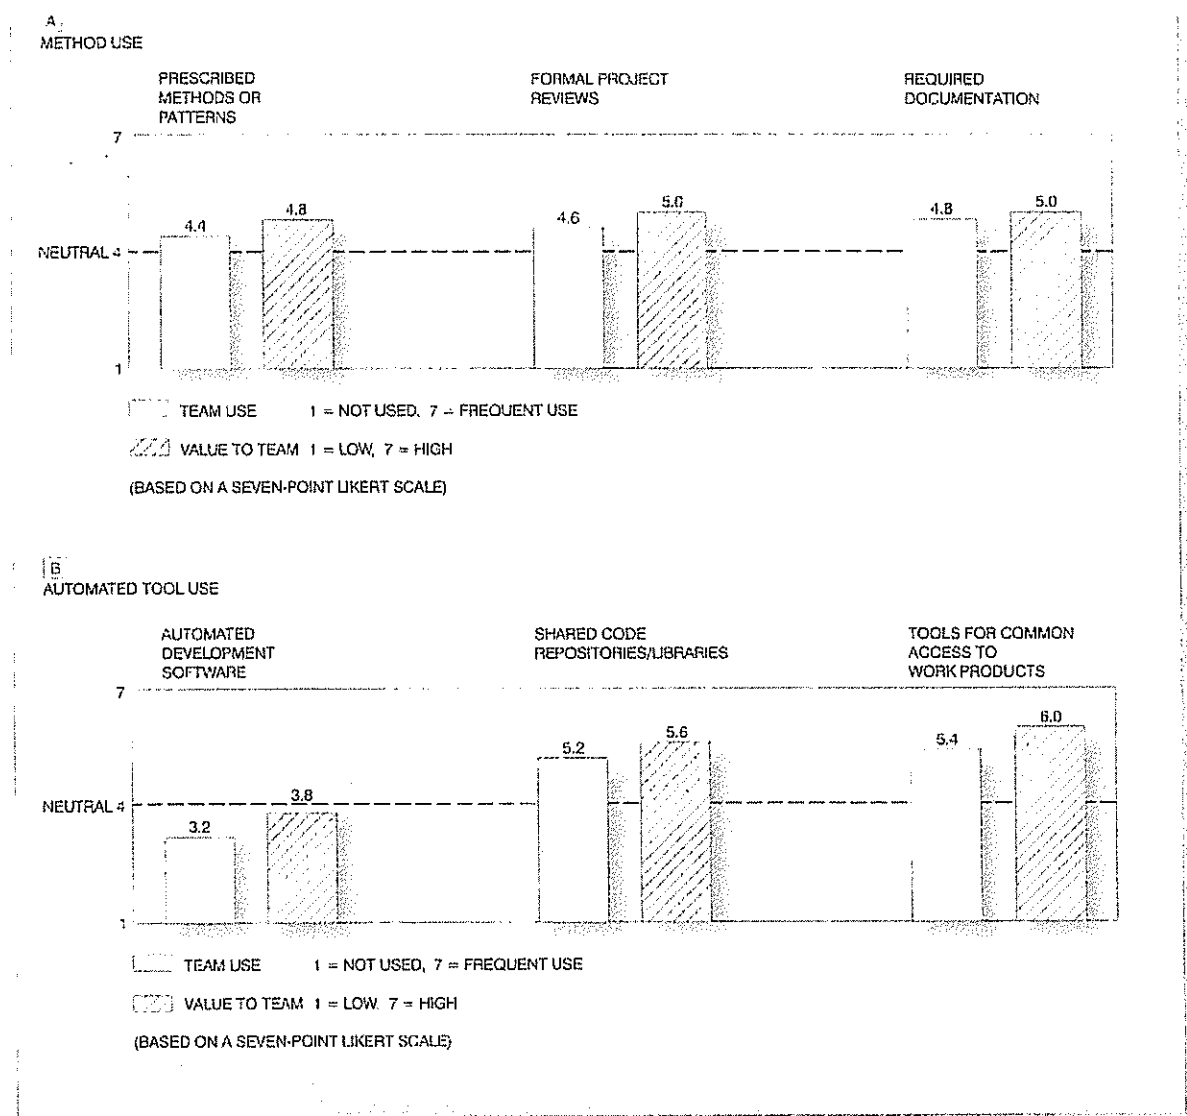 A
METHOD USE
PRESCRIBED METHODS OR PATTERNS
FORMAL PROJECT REVIEWS
REQUIRED DOCUMENTATION
7
4.4
4.8
4.6
5.0
4.8
5.0
NEUTRAL 4
1
TEAM USE 1 = NOT USED, 7 = FREQUENT USE
VALUE TO TEAM 1 = LOW, 7 = HIGH
(BASED ON A SEVEN-POINT LIKERT SCALE)
B
AUTOMATED TOOL USE
AUTOMATED DEVELOPMENT SOFTWARE
SHARED CODE REPOSITORIES/LIBRARIES
TOOLS FOR COMMON ACCESS TO WORK PRODUCTS
7
3.2
3.8
5.2
5.6
5.4
6.0
NEUTRAL 4
1
TEAM USE 1 = NOT USED, 7 = FREQUENT USE
VALUE TO TEAM 1 = LOW. 7 = HIGH
(BASED ON A SEVEN-POINT LIKERT SCALE)